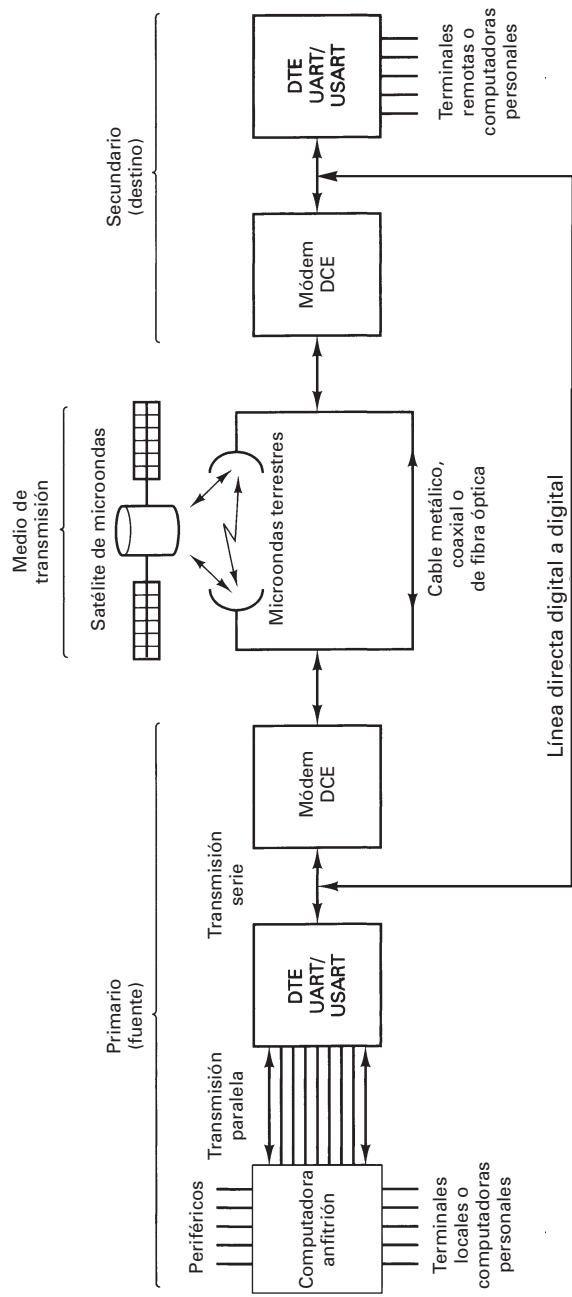 Primario
(fuente)
Medio de
transmisión
Secundario
(destino)
Periféricos
Computadora
anfitrión
Terminales
locales o
computadoras
personales
Transmisión
paralela
DTE
UART/
USART
Transmisión
serie
Módem
DCE
Satélite de microondas
Microondas terrestres
Cable metálico,
coaxial o
de fibra óptica
Módem
DCE
DTE
UART/
USART
Terminales
remotas o
computadoras
personales
Línea directa digital a digital